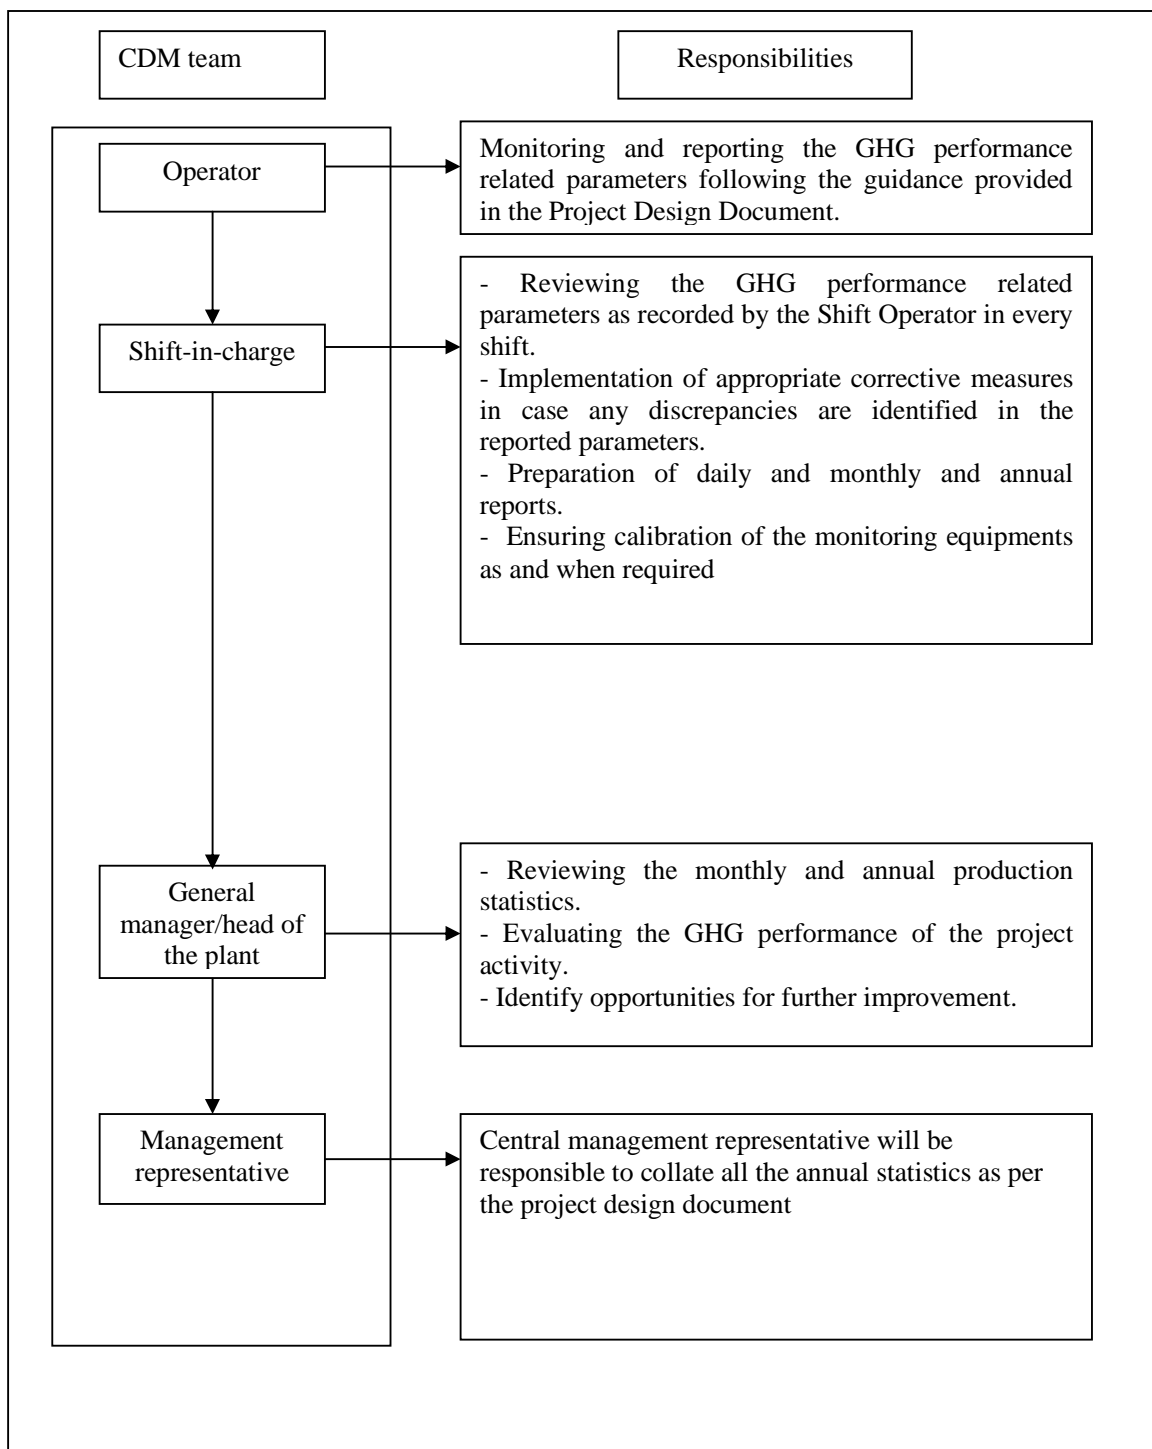 CDM team
Responsibilities
Operator
Monitoring and reporting the GHG performance
related parameters following the guidance provided
in the Project Design Document.
Shift-in-charge
- Reviewing the GHG performance related
parameters as recorded by the Shift Operator in every
shift.
- Implementation of appropriate corrective measures
in case any discrepancies are identified in the
reported parameters.
- Preparation of daily and monthly and annual
reports.
- Ensuring calibration of the monitoring equipments
as and when required
General
manager/head of
the plant
- Reviewing the monthly and annual production
statistics.
- Evaluating the GHG performance of the project
activity.
- Identify opportunities for further improvement.
Management
representative
Central management representative will be
responsible to collate all the annual statistics as per
the project design document